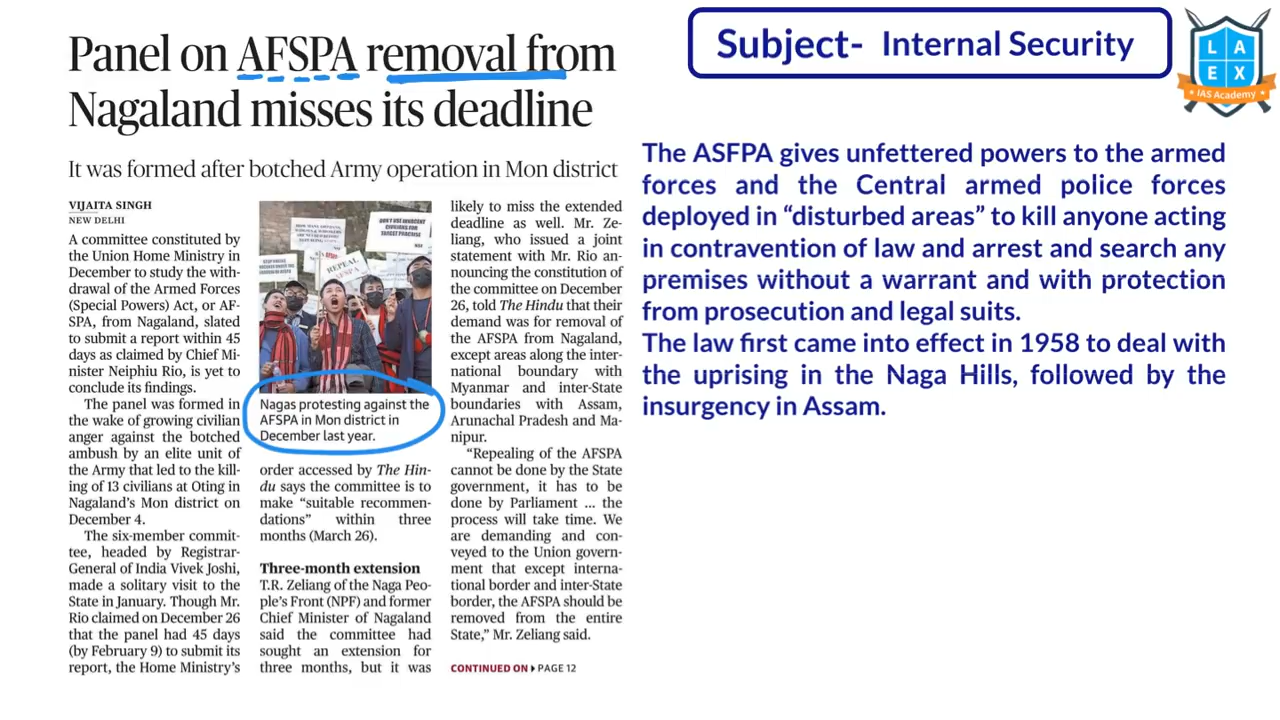 Panel on AFSPA removal from
Nagaland misses its deadline
It was formed after botched Army operation in Mon district
VIJAITA SINGH
NEW DELHI
A committee constituted by
the Union Home Ministry in
December to study the with-
drawal of the Armed Forces
(Special Powers) Act, or AF-
SPA, from Nagaland, slated
to submit a report within 45
days as claimed by Chief Mi-
nister Neiphiu Rio, is yet to
conclude its findings.
The panel was formed in
the wake of growing civilian
anger against the botched
ambush by an elite unit of
the Army that led to the kill-
ing of 13 civilians at Oting in
Nagaland's Mon district on
December 4.
The six-member commit-
tee, headed by Registrar-
General of India Vivek Joshi,
made a solitary visit to the
State in January. Though Mr.
Rio claimed on December 26
that the panel had 45 days
(by February 9) to submit its
report, the Home Ministry's
REPEAL
AFSPA
Nagas protesting against the
AFSPA in Mon district in
December last year.
order accessed by The Hin-
du says the committee is to
make “suitable recommen-
dations” within three
months (March 26).
Three-month extension
T.R. Zeliang of the Naga Peo-
ple's Front (NPF) and former
Chief Minister of Nagaland
said the committee had
sought an extension for
three months, but it was
likely to miss the extended
deadline as well. Mr. Ze-
liang, who issued a joint
statement with Mr. Rio an-
nouncing the constitution of
the committee on December
26, told The Hindu that their
demand was for removal of
the AFSPA from Nagaland,
except areas along the inter-
national boundary with
Myanmar and inter-State
boundaries with Assam,
Arunachal Pradesh and Ma-
nipur.
“Repealing of the AFSPA
cannot be done by the State
government, it has to be
done by Parliament ... the
process will take time. We
are demanding and con-
veyed to the Union govern-
ment that except interna-
tional border and inter-State
border, the AFSPA should be
removed from the entire
State,” Mr. Zeliang said.
CONTINUED ON PAGE 12
Subject- Internal Security
L A
E X
IAS Academy
The ASFPA gives unfettered powers to the armed
forces and the Central armed police forces
deployed in “disturbed areas” to kill anyone acting
in contravention of law and arrest and search any
premises without a warrant and with protection
from prosecution and legal suits.
The law first came into effect in 1958 to deal with
the uprising in the Naga Hills, followed by the
insurgency in Assam.